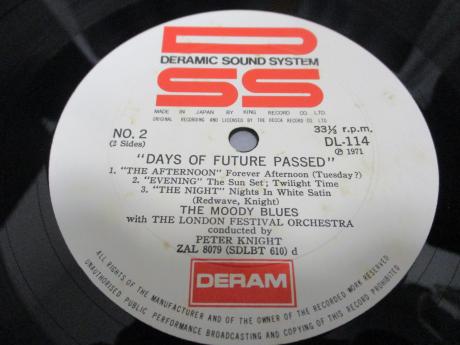 D
DERAMIC SOUND SYSTEM
SS
MADE IN JAPAN BY KING RECORD CO. LTD.
ORIGINAL RECORDING AND LICENSED BY THE DECCA RECORD CO. LTD.
NO. 2
(2 Sides)
33⅓ r.p.m.
DL-114
Ⓟ 1971
"DAYS OF FUTURE PASSED"
1. "THE AFTERNOON" Forever Afternoon (Tuesday?)
2. "EVENING" The Sun Set; Twilight Time
3. "THE NIGHT" Nights In White Satin
(Redwave, Knight)
THE MOODY BLUES
with THE LONDON FESTIVAL ORCHESTRA
conducted by
PETER KNIGHT
ZAL 8079 (SDLBT 610) d
DERAM
ALL RIGHTS OF THE MANUFACTURER AND OF THE OWNER OF THE RECORDED WORK RESERVED
UNAUTHORISED PUBLIC PERFORMANCE BROADCASTING AND COPYING OF THIS RECORD PROHIBITED